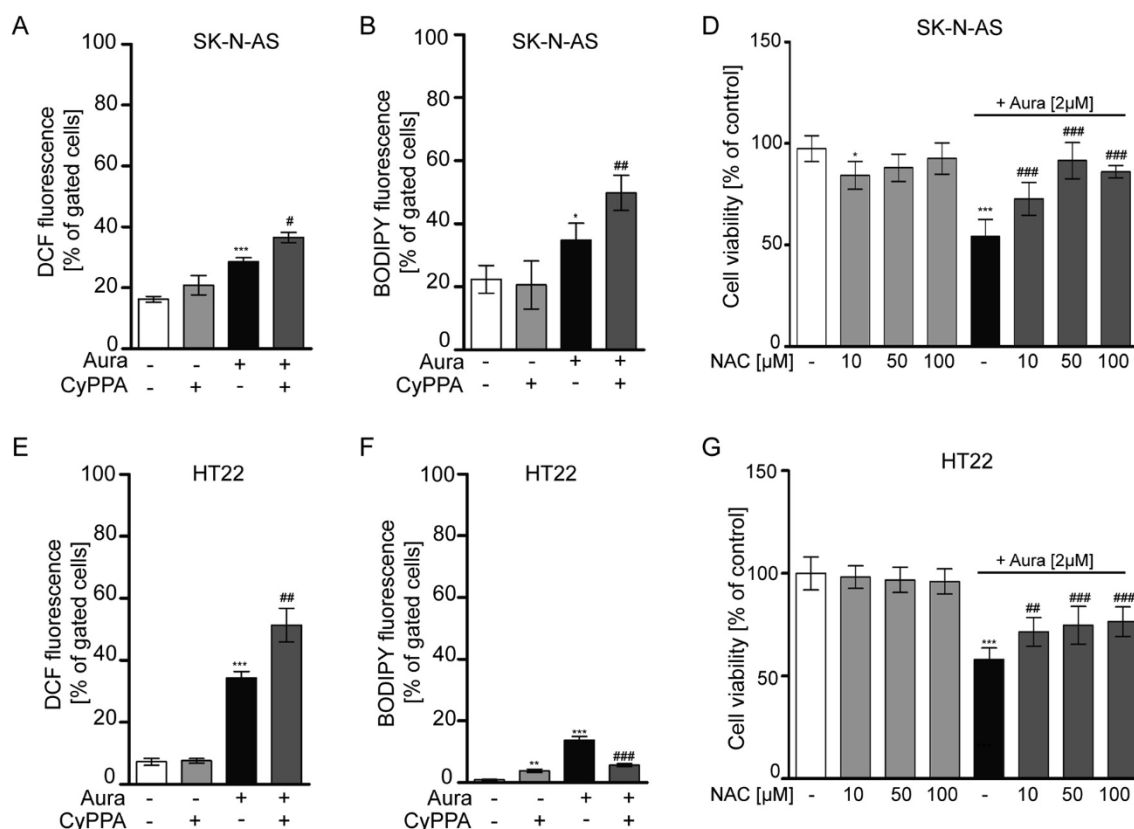 A
SK-N-AS
DCF fluorescence
[% of gated cells]
100
80
60
40
20
0
***
#
Aura - - + +
CyPPA - + - +
B
SK-N-AS
BODIPY fluorescence
[% of gated cells]
100
80
60
40
20
0
*
##
Aura - - + +
CyPPA - + - +
D
SK-N-AS
Cell viability [% of control]
150
100
50
0
+ Aura [2µM]
*
***
###
###
###
NAC [µM] - 10 50 100 - 10 50 100
E
HT22
DCF fluorescence
[% of gated cells]
100
80
60
40
20
0
***
##
Aura - - + +
CyPPA - + - +
F
HT22
BODIPY fluorescence
[% of gated cells]
100
80
60
40
20
0
**
***
###
Aura - - + +
CyPPA - + - +
G
HT22
Cell viability [% of control]
150
100
50
0
+ Aura [2µM]
***
##
###
###
NAC [µM] - 10 50 100 - 10 50 100